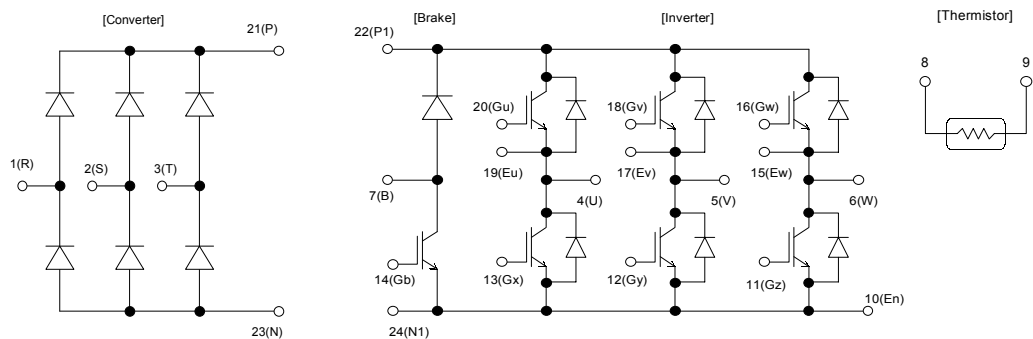 [Converter]
[Brake]
[Inverter]
[Thermistor]
21(P)
22(P1)
8
9
20(Gu)
18(Gv)
16(Gw)
1(R)
2(S)
3(T)
19(Eu)
17(Ev)
15(Ew)
7(B)
4(U)
5(V)
6(W)
14(Gb)
13(Gx)
12(Gy)
11(Gz)
10(En)
23(N)
24(N1)